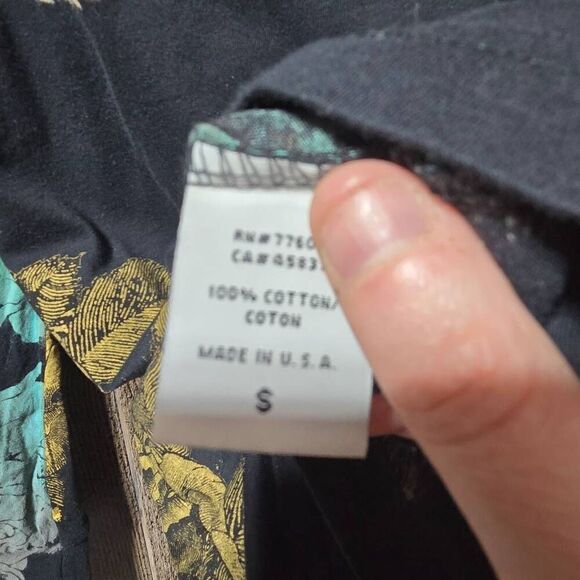 RN#7760
CA#4583
100% COTTON/
COTON
MADE IN U.S.A.
S